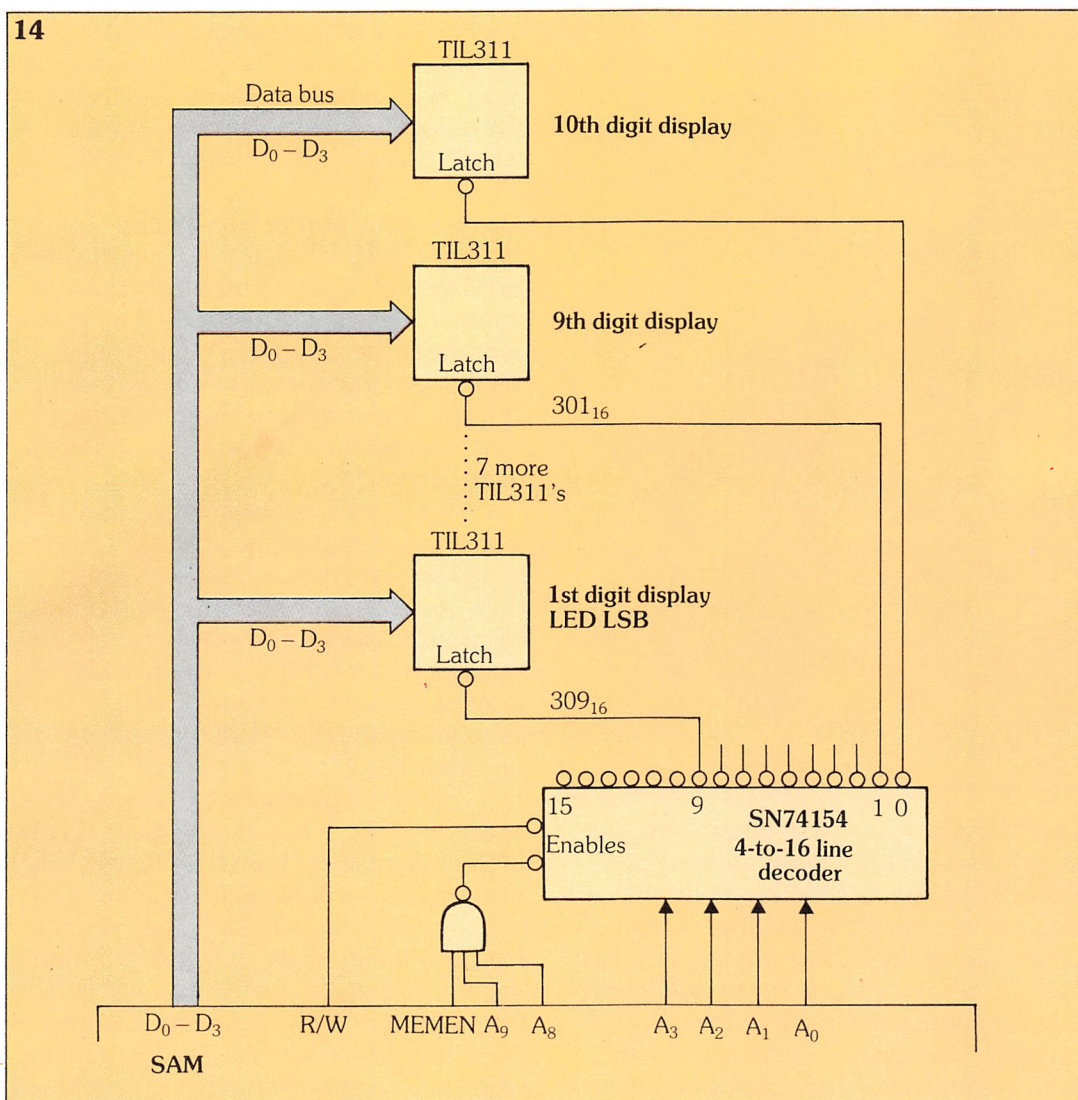 14
TIL311
Data bus
D₀ – D₃
Latch
10th digit display
TIL311
D₀ – D₃
Latch
9th digit display
301₁₆
7 more
TIL311's
TIL311
D₀ – D₃
Latch
1st digit display
LED LSB
309₁₆
15 9 1 0
Enables
SN74154
4-to-16 line
decoder
D₀ – D₃ R/W MEMEN A₉ A₈ A₃ A₂ A₁ A₀
SAM